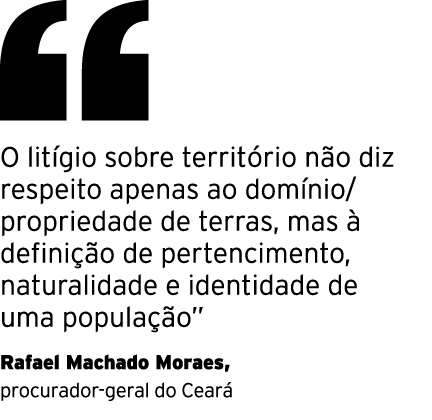 “
O litígio sobre território não diz
respeito apenas ao domínio/
propriedade de terras, mas à
definição de pertencimento,
naturalidade e identidade de
uma população”
Rafael Machado Moraes,
procurador-geral do Ceará